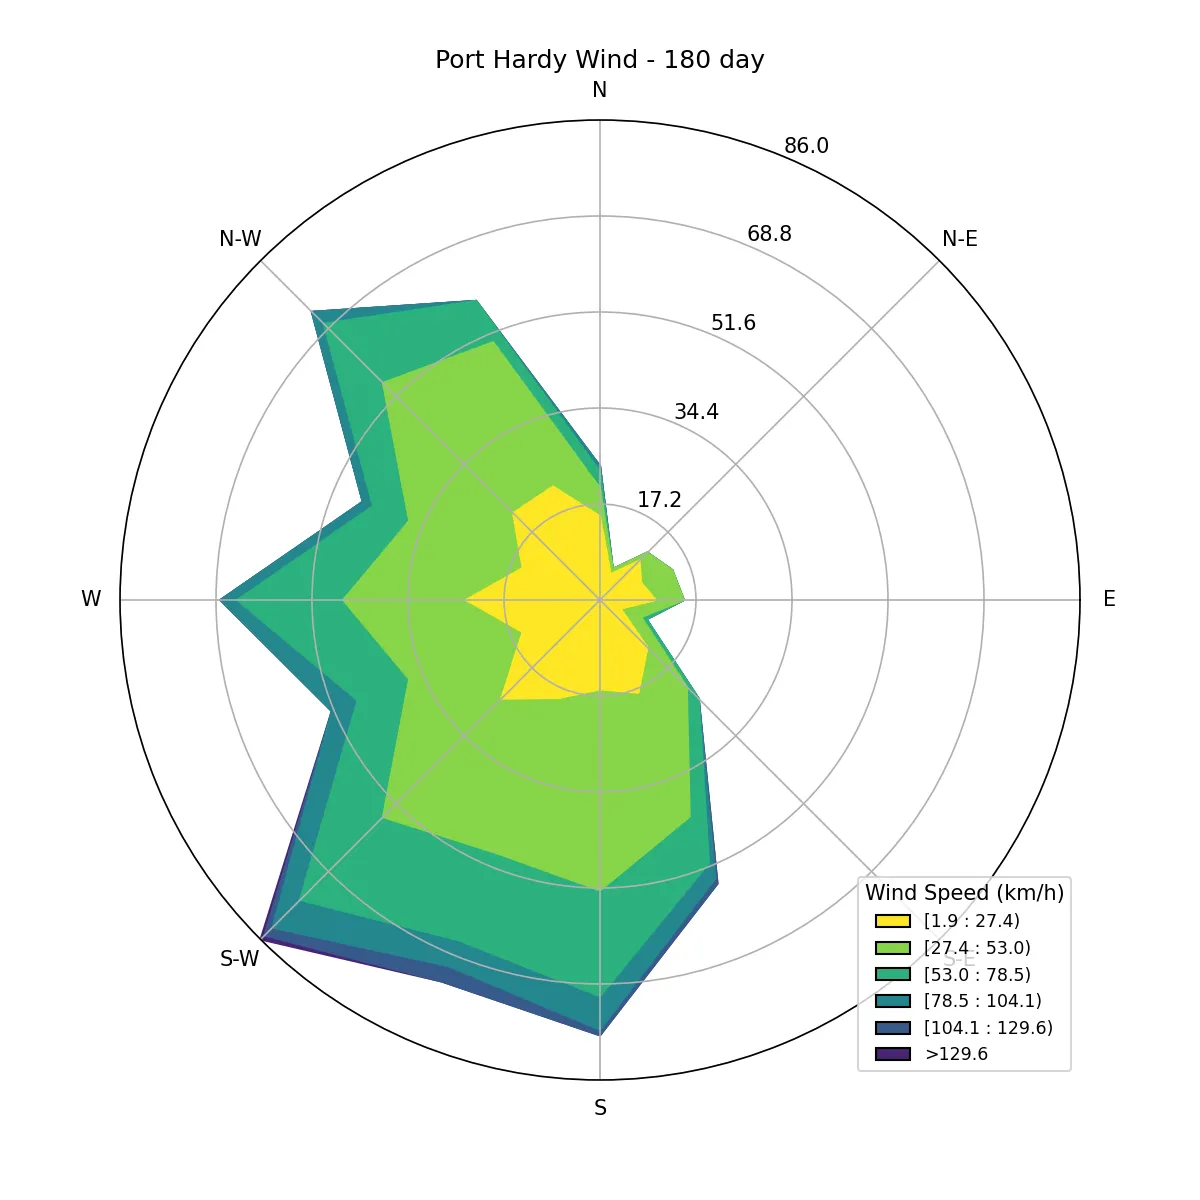 Port Hardy Wind - 180 day
N
86.0
68.8
N-W
N-E
51.6
34.4
17.2
W
E
Wind Speed (km/h)
[1.9 : 27.4)
[27.4 : 53.0)
S-W
S-E
[53.0 : 78.5)
[78.5 : 104.1)
[104.1 : 129.6)
>129.6
S